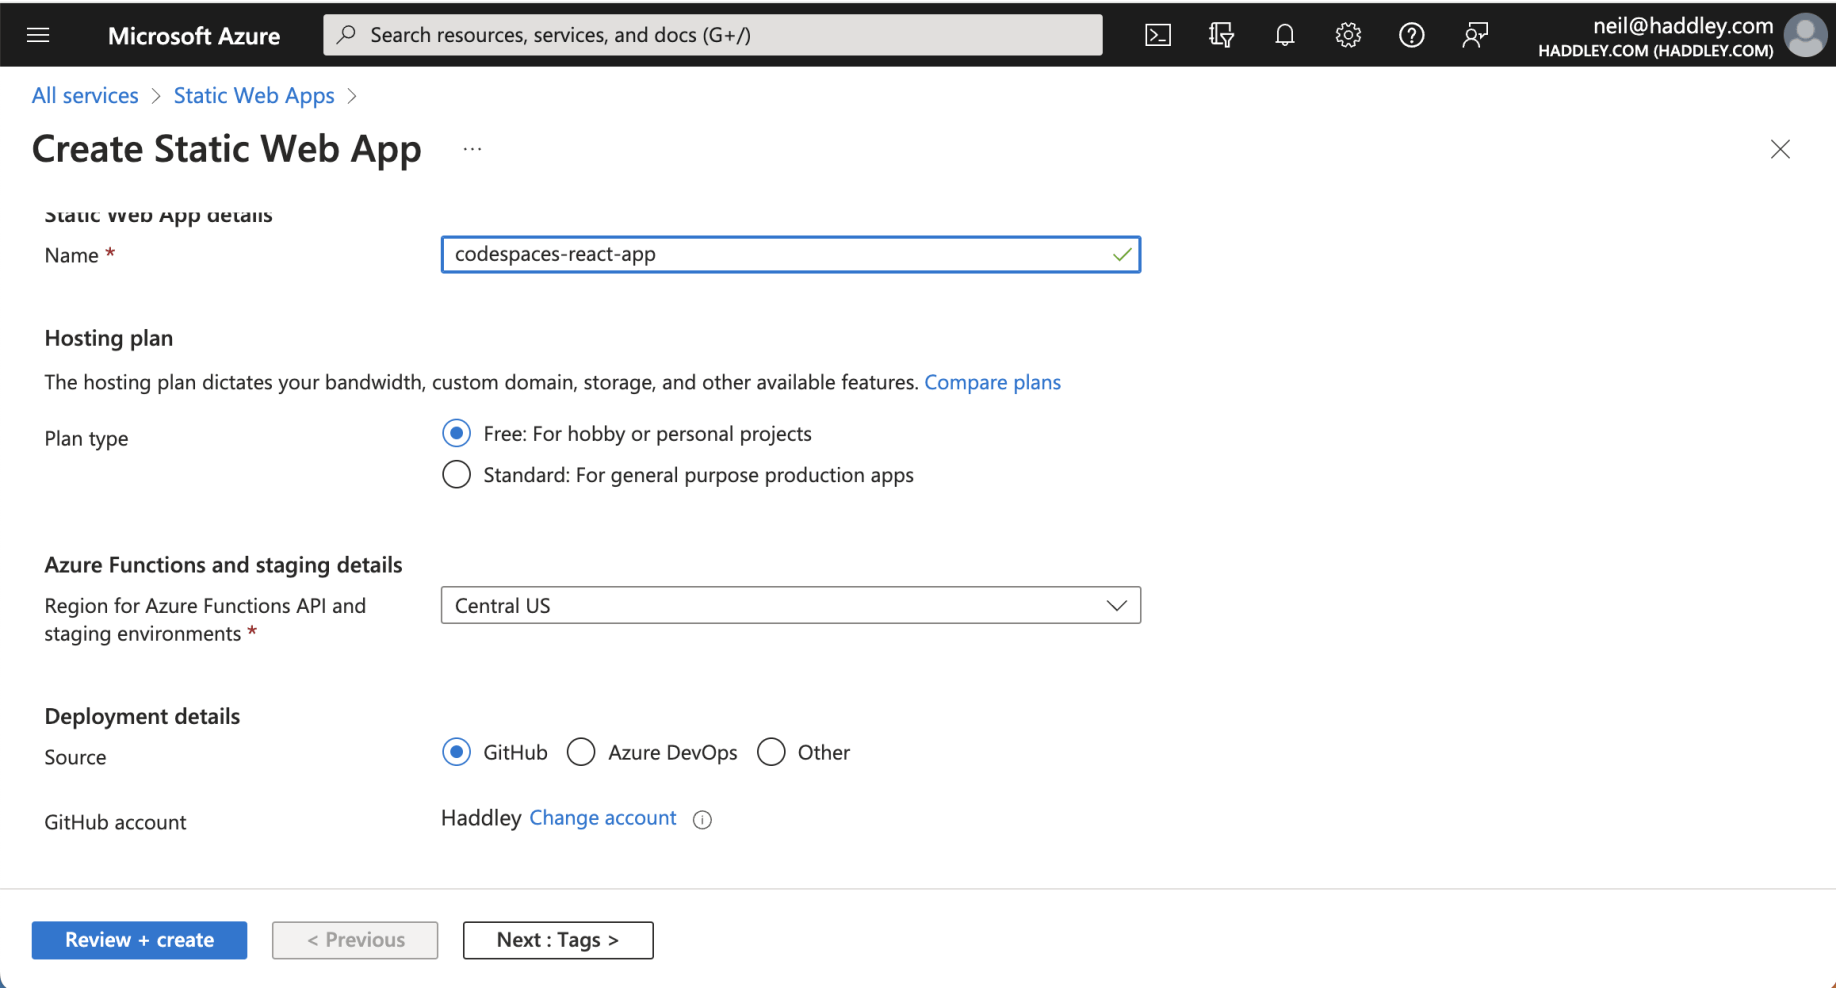 Microsoft Azure
Search resources, services, and docs (G+/)
neil@haddley.com
HADDLEY.COM (HADDLEY.COM)
All services > Static Web Apps >
Create Static Web App ...
Static Web App details
Name *
codespaces-react-app
Hosting plan
The hosting plan dictates your bandwidth, custom domain, storage, and other available features. Compare plans
Plan type
Free: For hobby or personal projects
Standard: For general purpose production apps
Azure Functions and staging details
Region for Azure Functions API and
staging environments *
Central US
Deployment details
Source
GitHub
Azure DevOps
Other
GitHub account
Haddley Change account
Review + create
< Previous
Next : Tags >